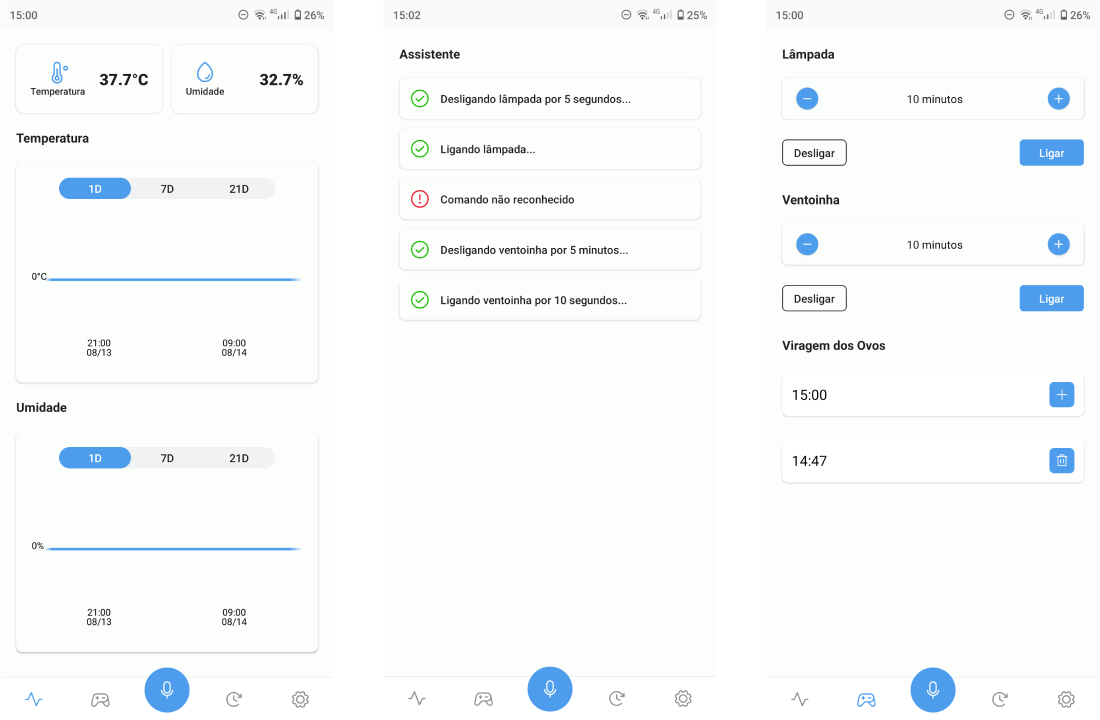 15:00
4G
26%
Temperatura
37.7°C
Umidade
32.7%
Temperatura
1D
7D
21D
0°C
21:00
08/13
09:00
08/14
Umidade
1D
7D
21D
0%
21:00
08/13
09:00
08/14
15:02
4G
25%
Assistente
Desligando lâmpada por 5 segundos...
Ligando lâmpada...
Comando não reconhecido
Desligando ventoinha por 5 minutos...
Ligando ventoinha por 10 segundos...
15:00
4G
26%
Lâmpada
10 minutos
Desligar
Ligar
Ventoinha
10 minutos
Desligar
Ligar
Viragem dos Ovos
15:00
14:47